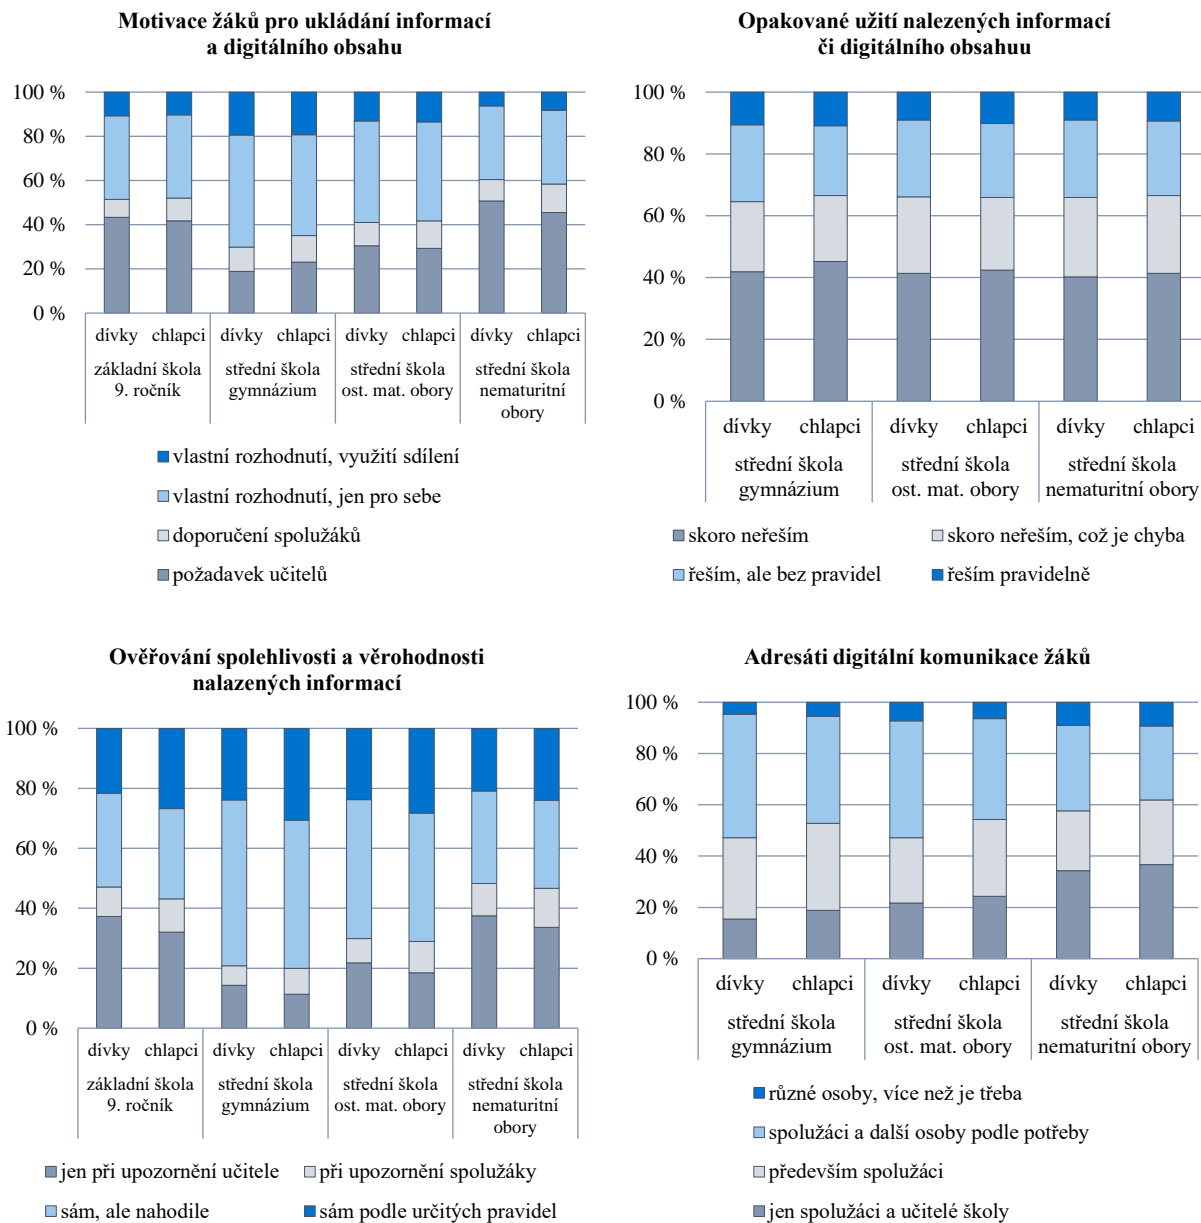 Motivace žáků pro ukládání informací
a digitálního obsahu
100 %
80 %
60 %
40 %
20 %
0 %
dívky chlapci dívky chlapci dívky chlapci dívky chlapci
základní škola střední škola střední škola střední škola
9. ročník gymnázium ost. mat. obory nematuritní
obory
vlastní rozhodnutí, využití sdílení
vlastní rozhodnutí, jen pro sebe
doporučení spolužáků
požadavek učitelů
Opakované užití nalezených informací
či digitálního obsahuu
100 %
80 %
60 %
40 %
20 %
0 %
dívky chlapci dívky chlapci dívky chlapci
střední škola střední škola střední škola
gymnázium ost. mat. obory nematuritní obory
skoro neřeším skoro neřeším, což je chyba
řeším, ale bez pravidel řeším pravidelně
Ověřování spolehlivosti a věrohodnosti
nalazených informací
100 %
80 %
60 %
40 %
20 %
0 %
dívky chlapci dívky chlapci dívky chlapci dívky chlapci
základní škola střední škola střední škola střední škola
9. ročník gymnázium ost. mat. obory nematuritní
obory
jen při upozornění učitele při upozornění spolužáky
sám, ale nahodile sám podle určitých pravidel
Adresáti digitální komunikace žáků
100 %
80 %
60 %
40 %
20 %
0 %
dívky chlapci dívky chlapci dívky chlapci
střední škola střední škola střední škola
gymnázium ost. mat. obory nematuritní obory
různé osoby, více než je třeba
spolužáci a další osoby podle potřeby
především spolužáci
jen spolužáci a učitelé školy